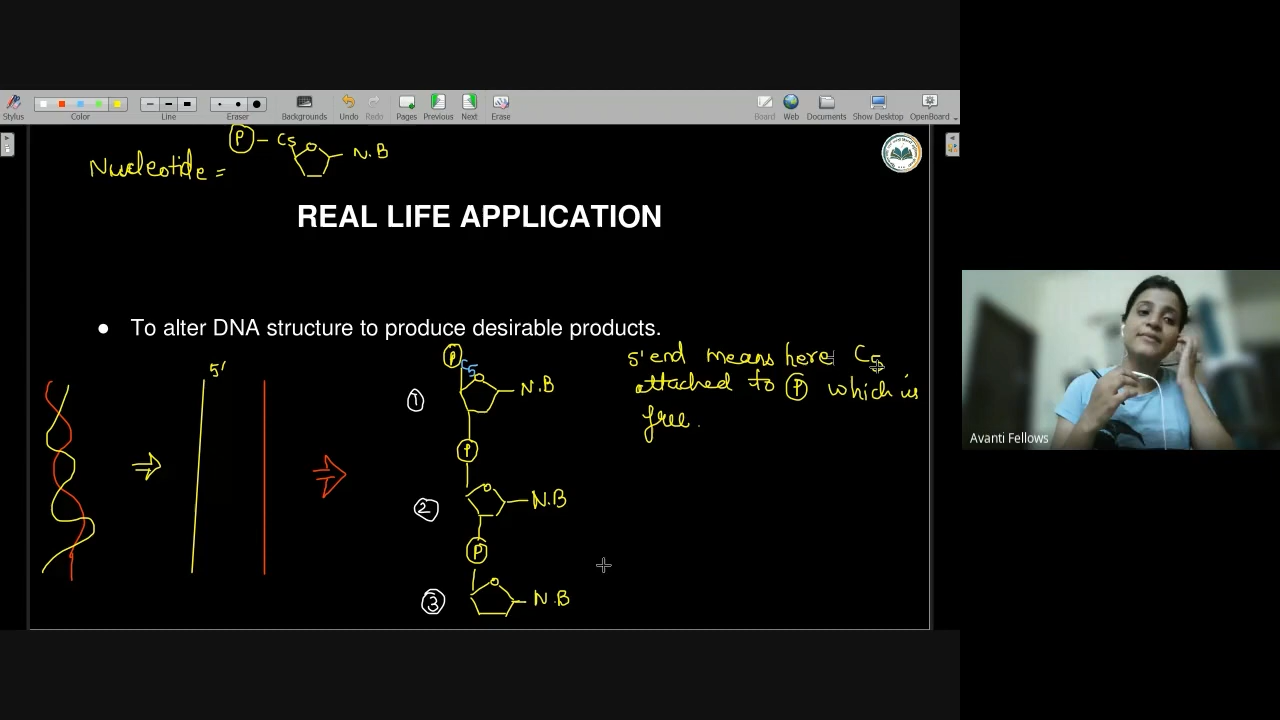 Stylus
Color
Line
Eraser
Backgrounds
Undo
Redo
Pages
Previous
Next
Erase
Board
Web
Documents
Show Desktop
OpenBoard
Nucleotide = P - C5 O N.B
REAL LIFE APPLICATION
● To alter DNA structure to produce desirable products.
5'
P
C5
O
① N.B
P
② O N.B
P
③ O N.B
5' end means here C5
attached to P which is
free.
Avanti Fellows